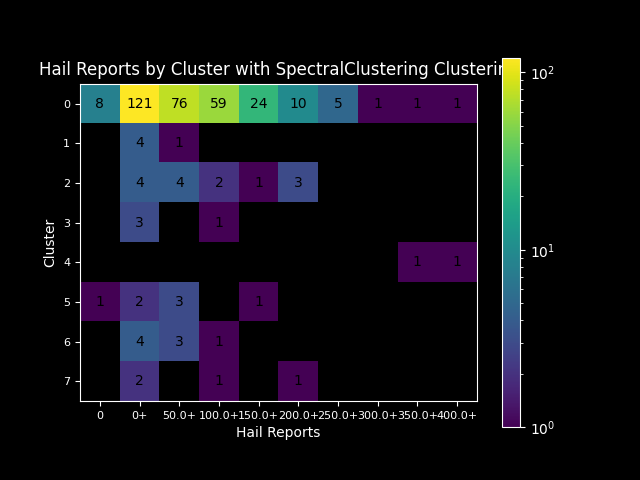 Hail Reports by Cluster with SpectralClustering Clusterin
10²
0 8 121 76 59 24 10 5 1 1 1
1 4 1
2 4 4 2 1 3
3 3 1
10¹
4 1 1
5 1 2 3 1
6 4 3 1
7 2 1 1
10⁰
0 0+ 50.0+ 100.0+ 150.0+ 200.0+ 250.0+ 300.0+ 350.0+ 400.0+
Hail Reports
Cluster